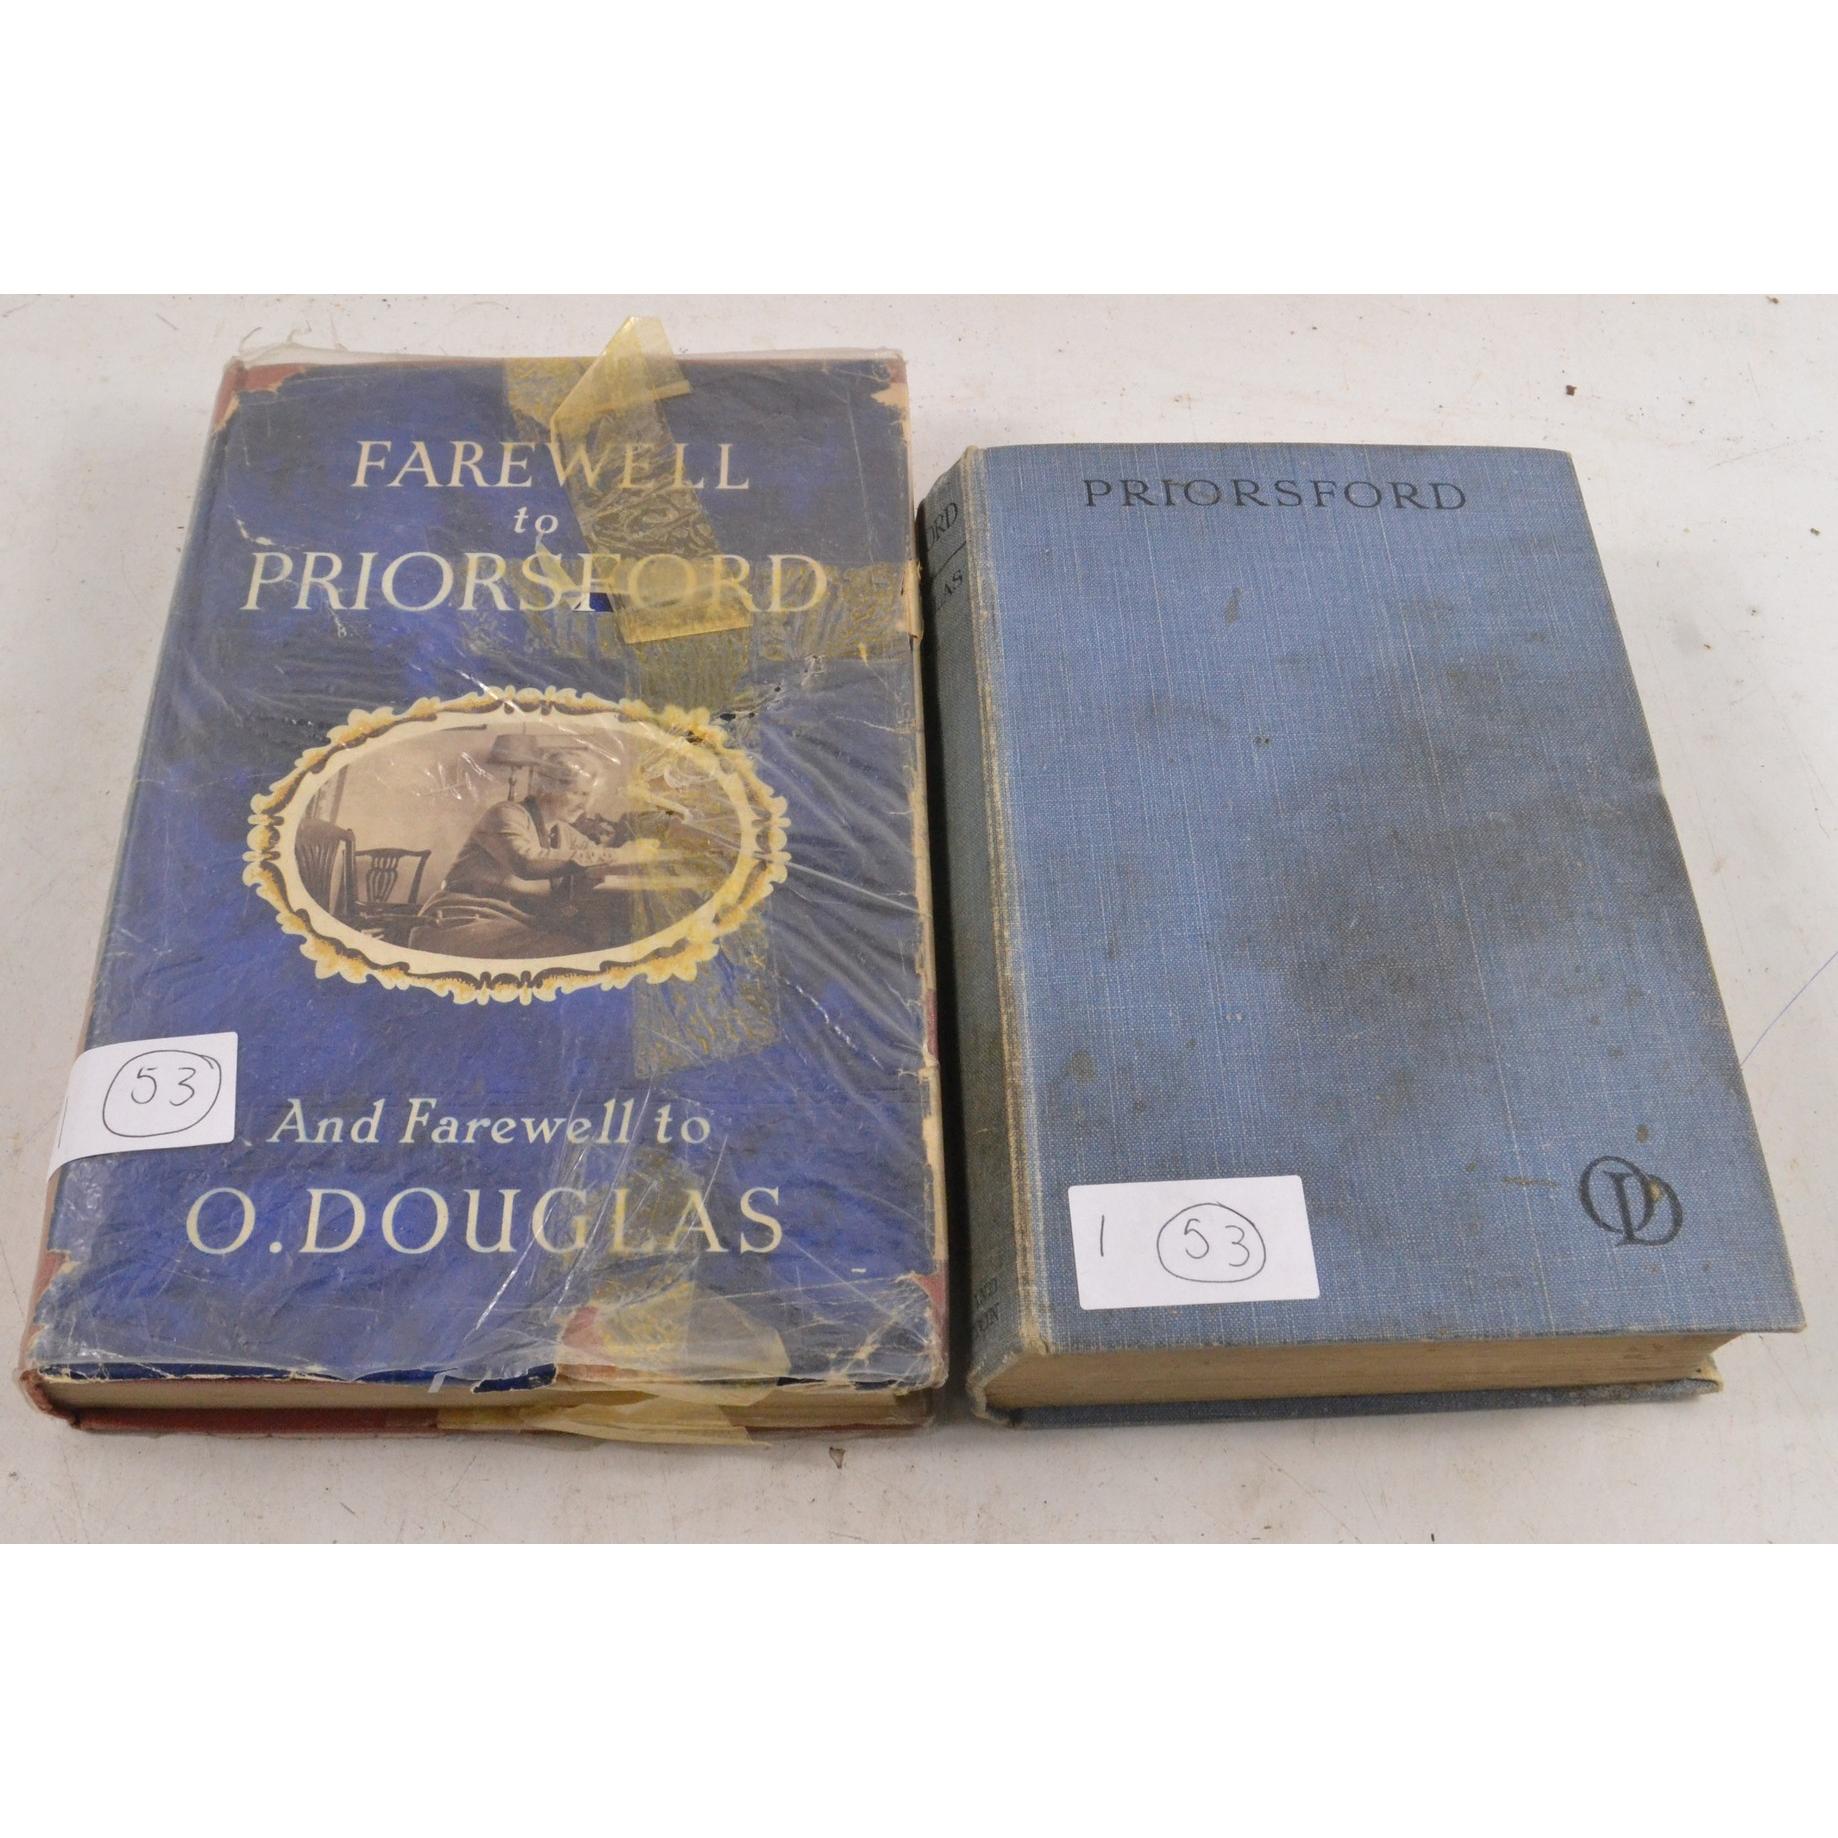 FAREWELL
to
PRIORSFORD
And Farewell to
O. DOUGLAS
53
PRIORSFORD
OD
1 53